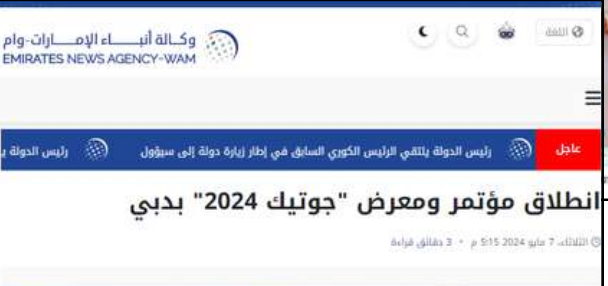 اللغة
وكالة أنباء الإمارات-وام
EMIRATES NEWS AGENCY-WAM
عاجل
رئيس الدولة يلتقي الرئيس الكوري السابق في إطار زيارة دولة إلى سيؤول
رئيس الدولة
انطلاق مؤتمر ومعرض "جوتيك 2024" بدبي
الثلاثاء، 7 مايو 2024 5:15 م • 3 دقائق قراءة